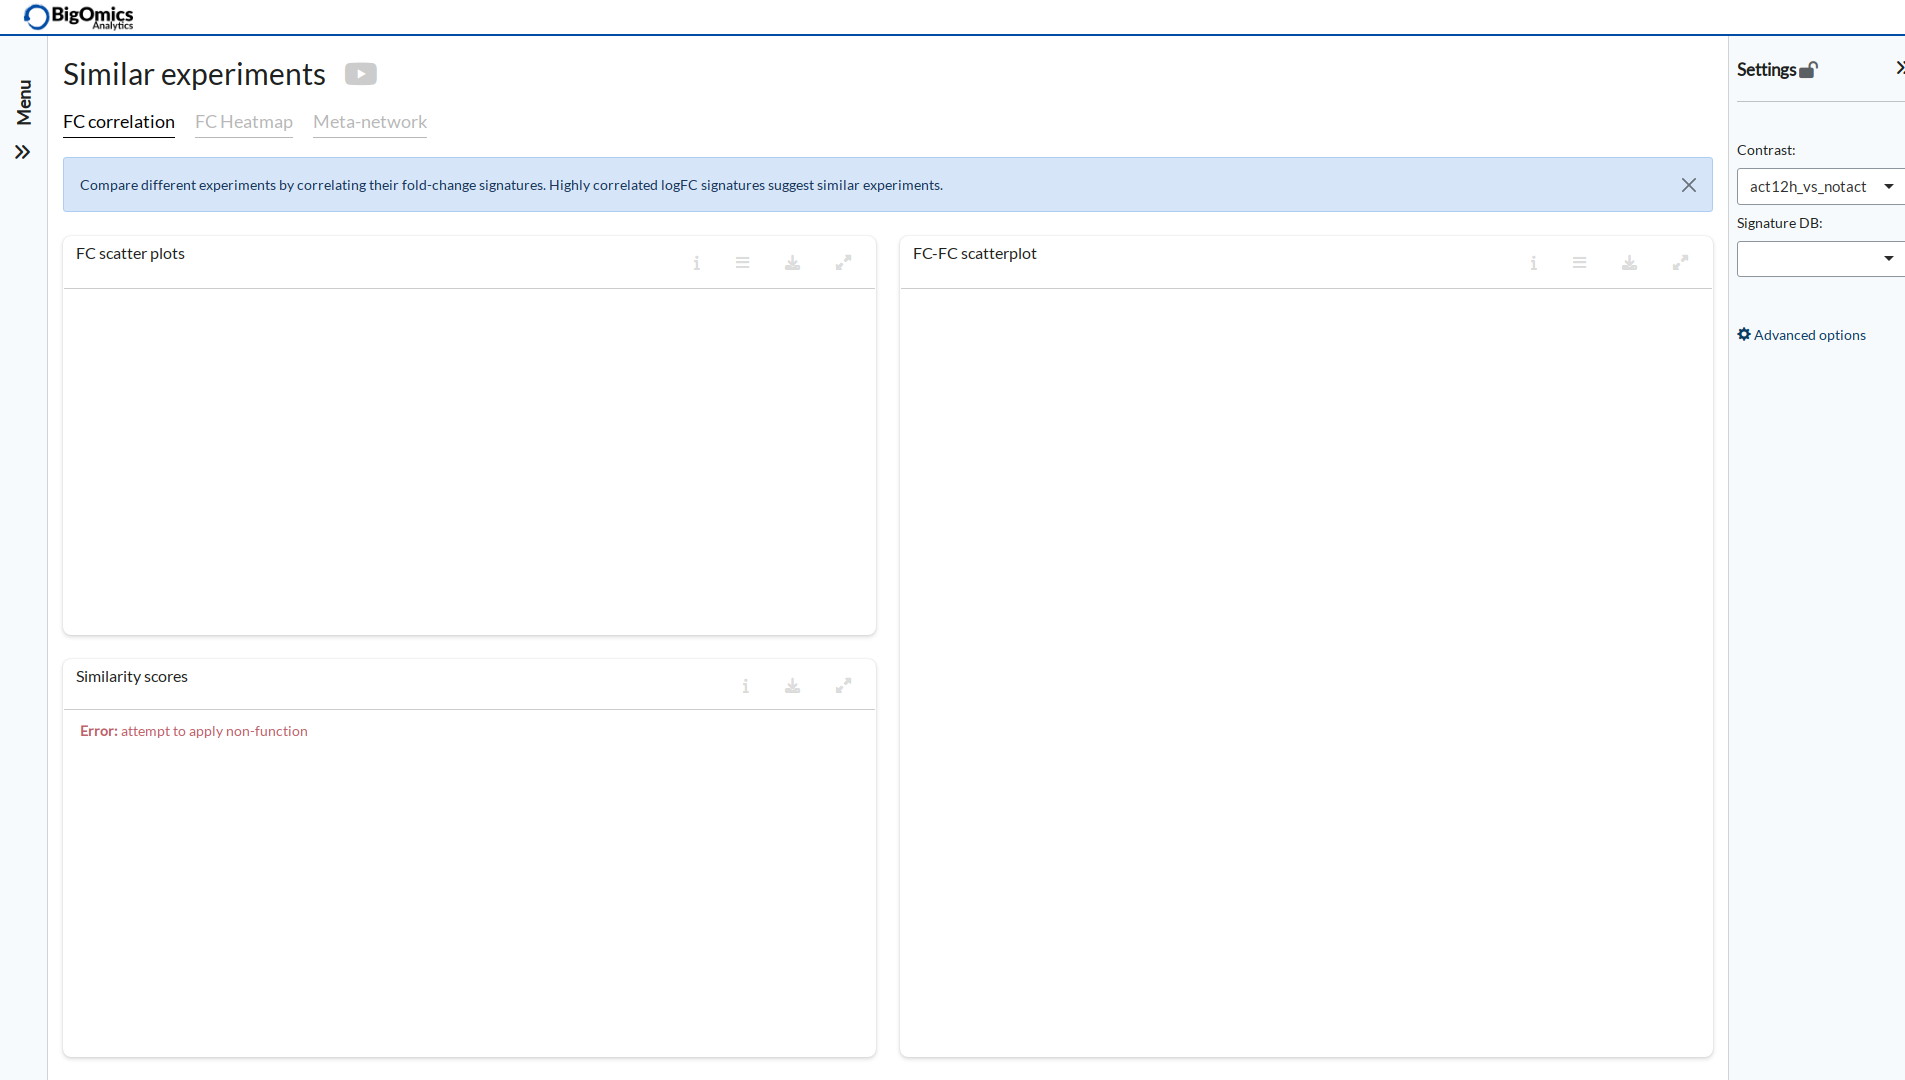 BigOmics
Analytics
Menu
Similar experiments
FC correlation FC Heatmap Meta-network
Compare different experiments by correlating their fold-change signatures. Highly correlated logFC signatures suggest similar experiments.
FC scatter plots
Similarity scores
Error: attempt to apply non-function
FC-FC scatterplot
Settings
Contrast:
act12h_vs_notact
Signature DB:
Advanced options